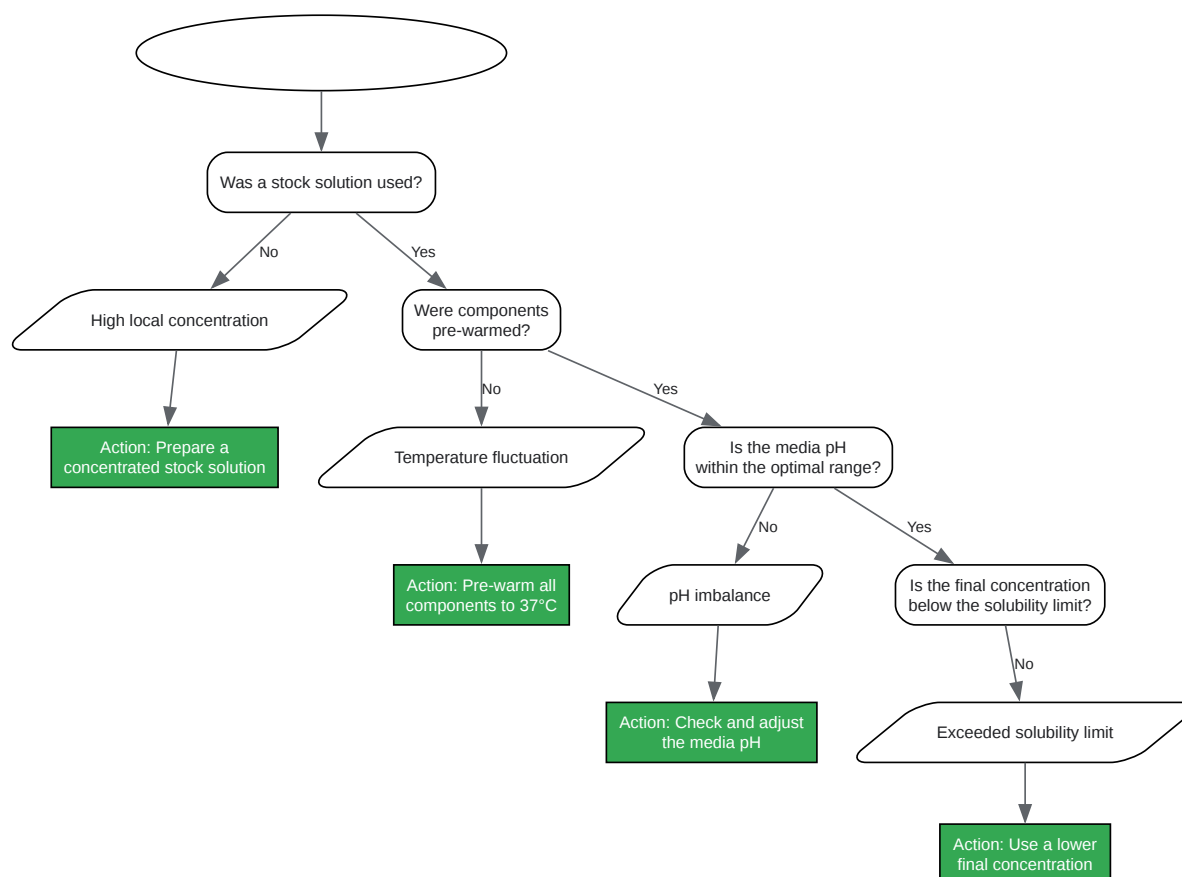 Was a stock solution used?
No
Yes
High local concentration
Were components
pre-warmed?
No
Yes
Action: Prepare a
concentrated stock solution
Temperature fluctuation
Is the media pH
within the optimal range?
No
Yes
Action: Pre-warm all
components to 37°C
pH imbalance
Is the final concentration
below the solubility limit?
No
Action: Check and adjust
the media pH
Exceeded solubility limit
Action: Use a lower
final concentration